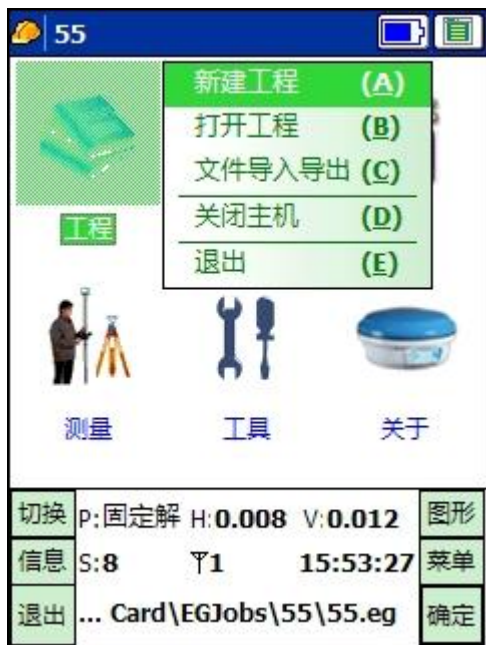 55
新建工程 (A)
打开工程 (B)
文件导入导出 (C)
关闭主机 (D)
退出 (E)
工程
测量 工具 关于
切换 P:固定解 H:0.008 V:0.012 图形
信息 S:8 1 15:53:27 菜单
退出 ... Card\EGJobs\55\55.eg 确定